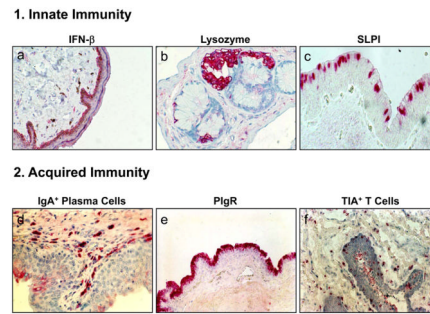 1. Innate Immunity
IFN-β Lysozyme SLPI
a b c
2. Acquired Immunity
IgA⁺ Plasma Cells PIgR TIA⁺ T Cells
d e f